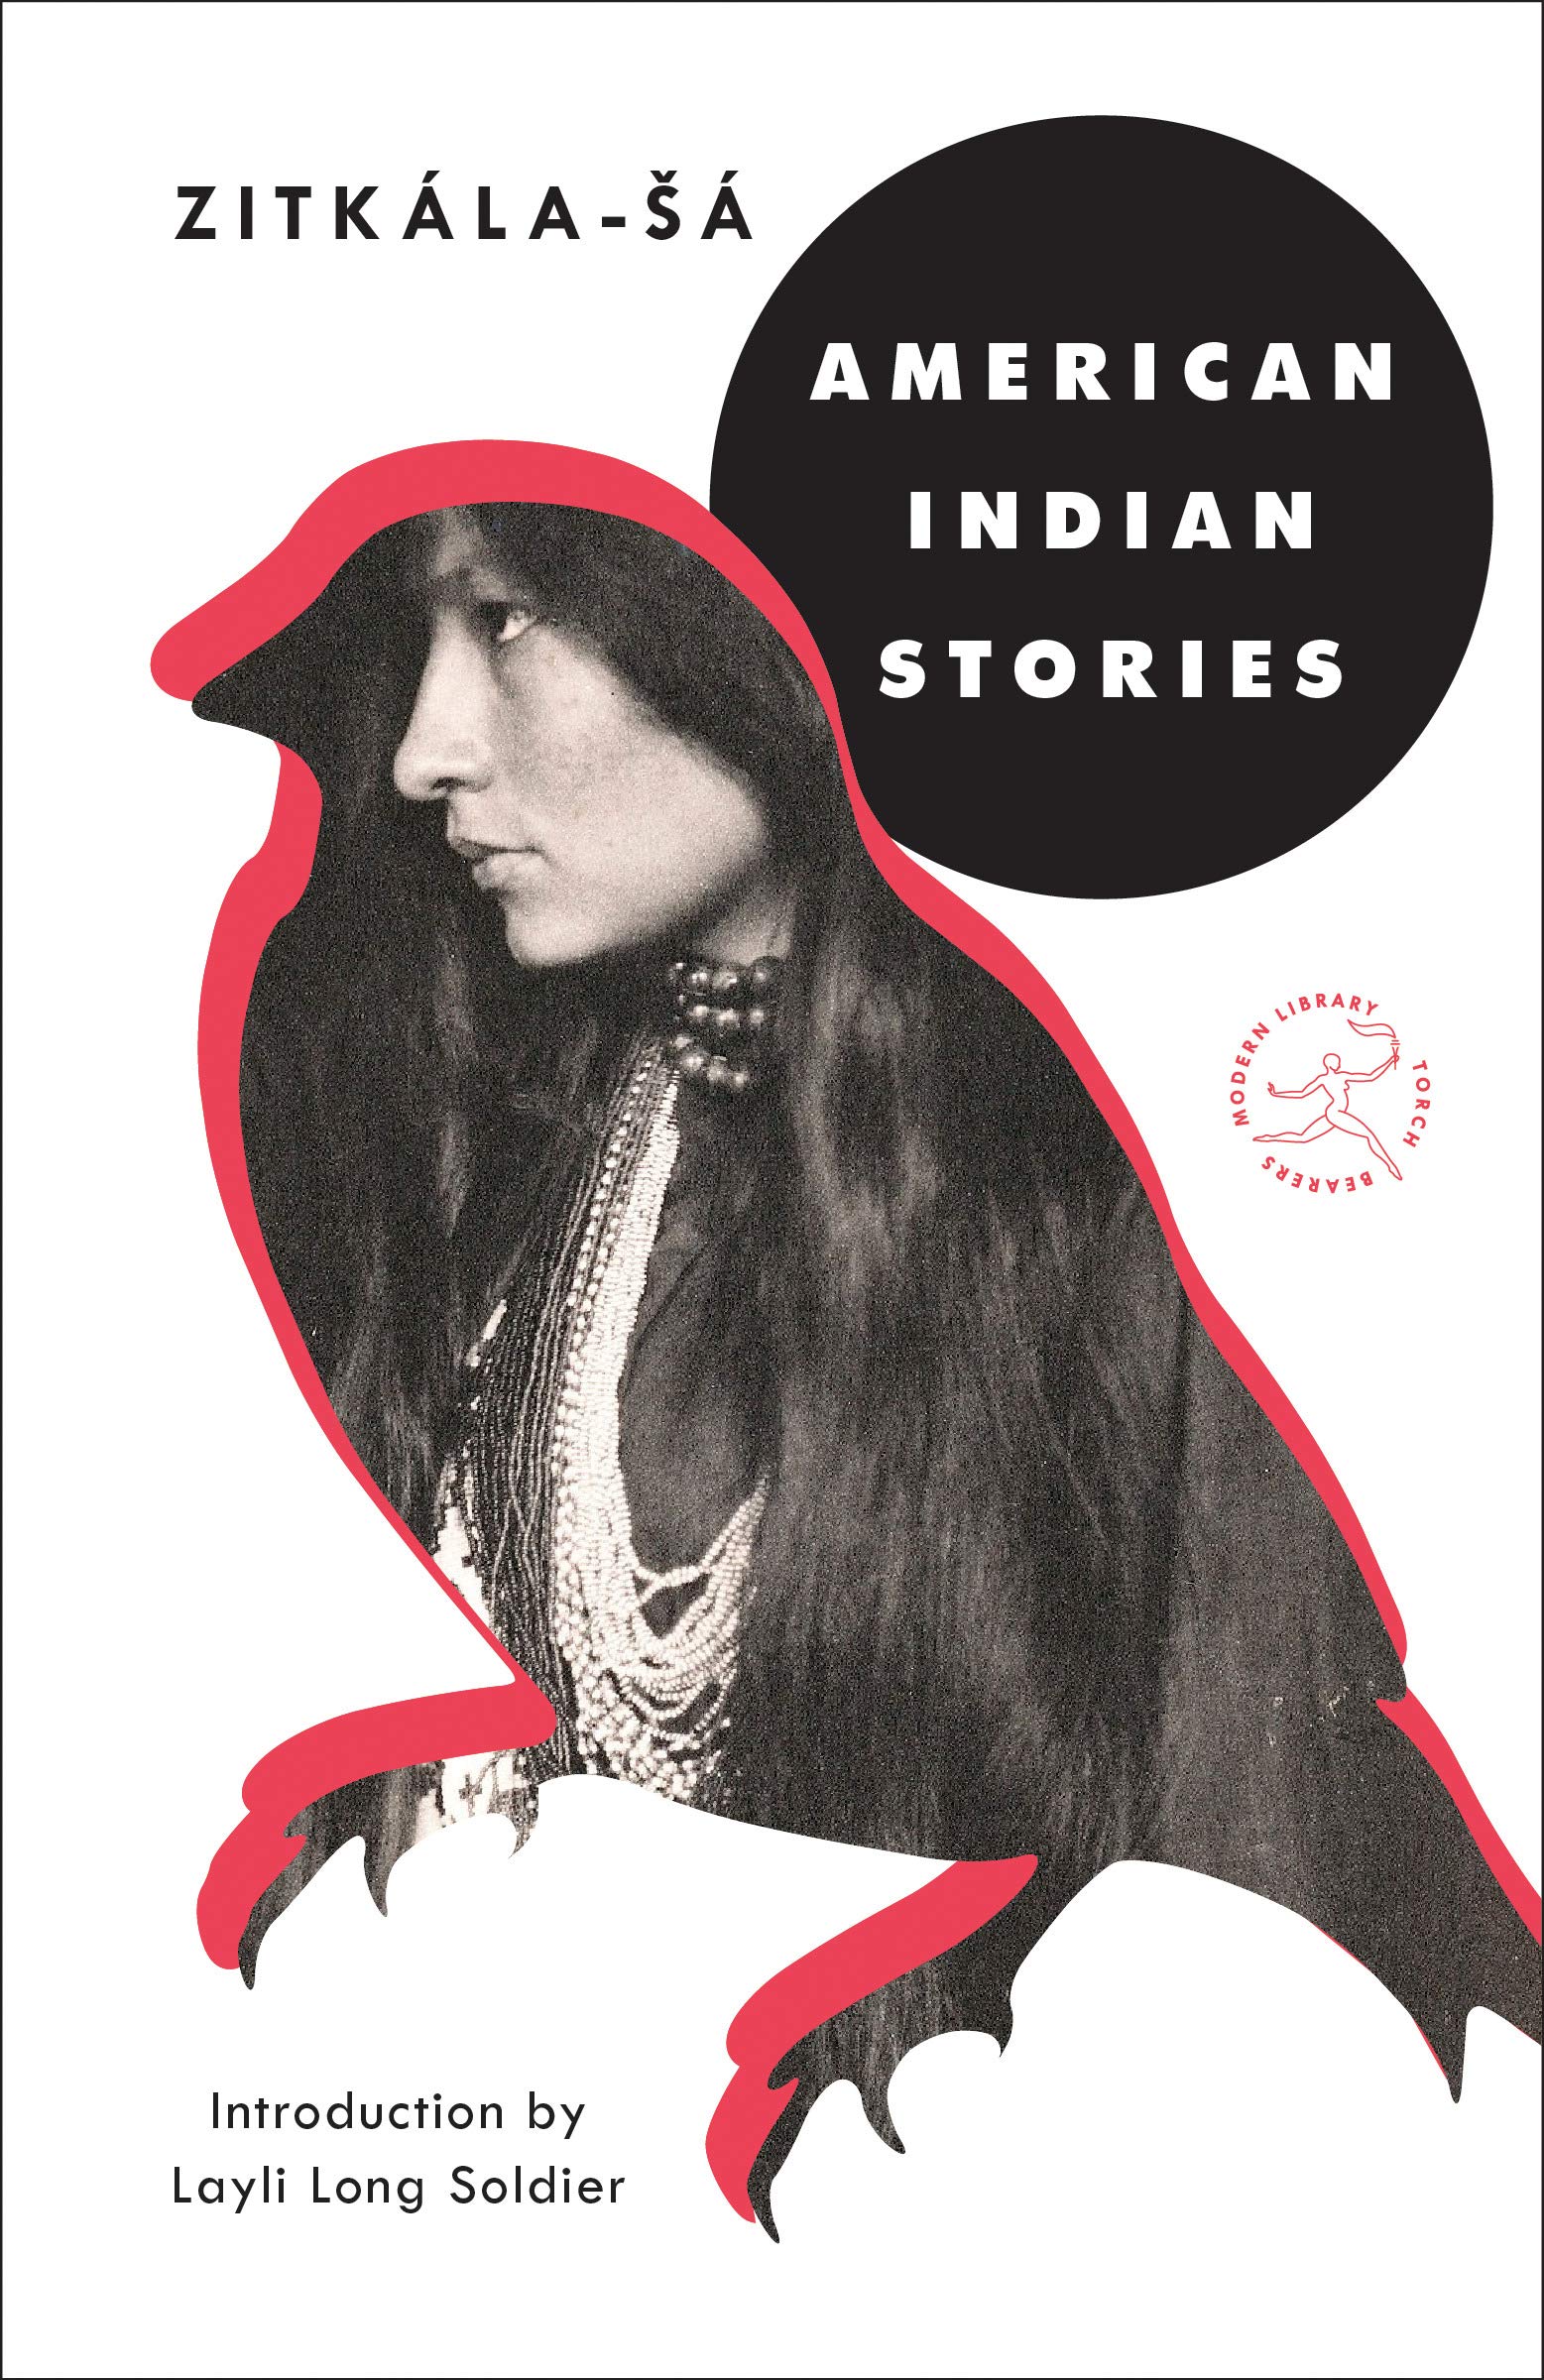 ZITKÁLA-ŠÁ
AMERICAN
INDIAN
STORIES
MODERN LIBRARY TORCH BEARERS
Introduction by
Layli Long Soldier